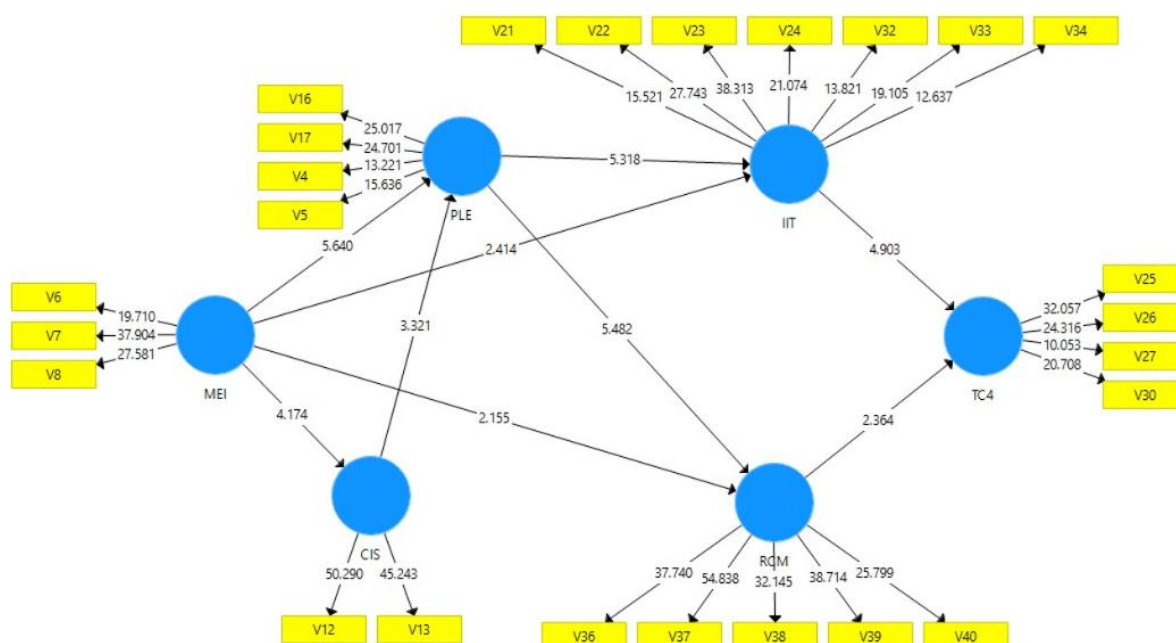 V21
V22
V23
V24
V32
V33
V34
15.521
27.743
38.313
21.074
13.821
19.105
12.637
V16
V17
V4
V5
25.017
24.701
13.221
15.636
PLE
5.318
IIT
5.640
2.414
4.903
V6
V7
V8
19.710
37.904
27.581
MEI
3.321
5.482
V25
V26
V27
V30
32.057
24.316
10.053
20.708
TC4
4.174
2.155
2.364
CIS
50.290
45.243
V12
V13
RCM
37.740
54.838
32.145
38.714
25.799
V36
V37
V38
V39
V40